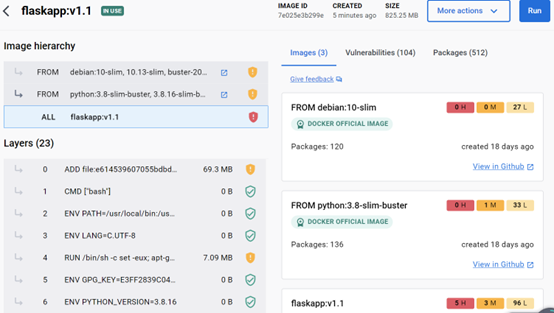 flaskapp:v1.1
IN USE
IMAGE ID
7e025e3b299e
CREATED
5 minutes ago
SIZE
825.25 MB
More actions
Run
Image hierarchy
FROM debian:10-slim, 10.13-slim, buster-20...
FROM python:3.8-slim-buster, 3.8.16-slim-b...
ALL flaskapp:v1.1
Layers (23)
0 ADD file:e614539607055bdbd... 69.3 MB
1 CMD ["bash"] 0 B
2 ENV PATH=/usr/local/bin:/us... 0 B
3 ENV LANG=C.UTF-8 0 B
4 RUN /bin/sh -c set -eux; apt-g... 7.09 MB
5 ENV GPG_KEY=E3FF2839C04... 0 B
6 ENV PYTHON_VERSION=3.8.16 0 B
Images (3) Vulnerabilities (104) Packages (512)
Give feedback
FROM debian:10-slim 0 H 0 M 27 L
DOCKER OFFICIAL IMAGE
Packages: 120 created 18 days ago
View in Github
FROM python:3.8-slim-buster 0 H 1 M 33 L
DOCKER OFFICIAL IMAGE
Packages: 136 created 18 days ago
View in Github
flaskapp:v1.1 5 H 3 M 96 L